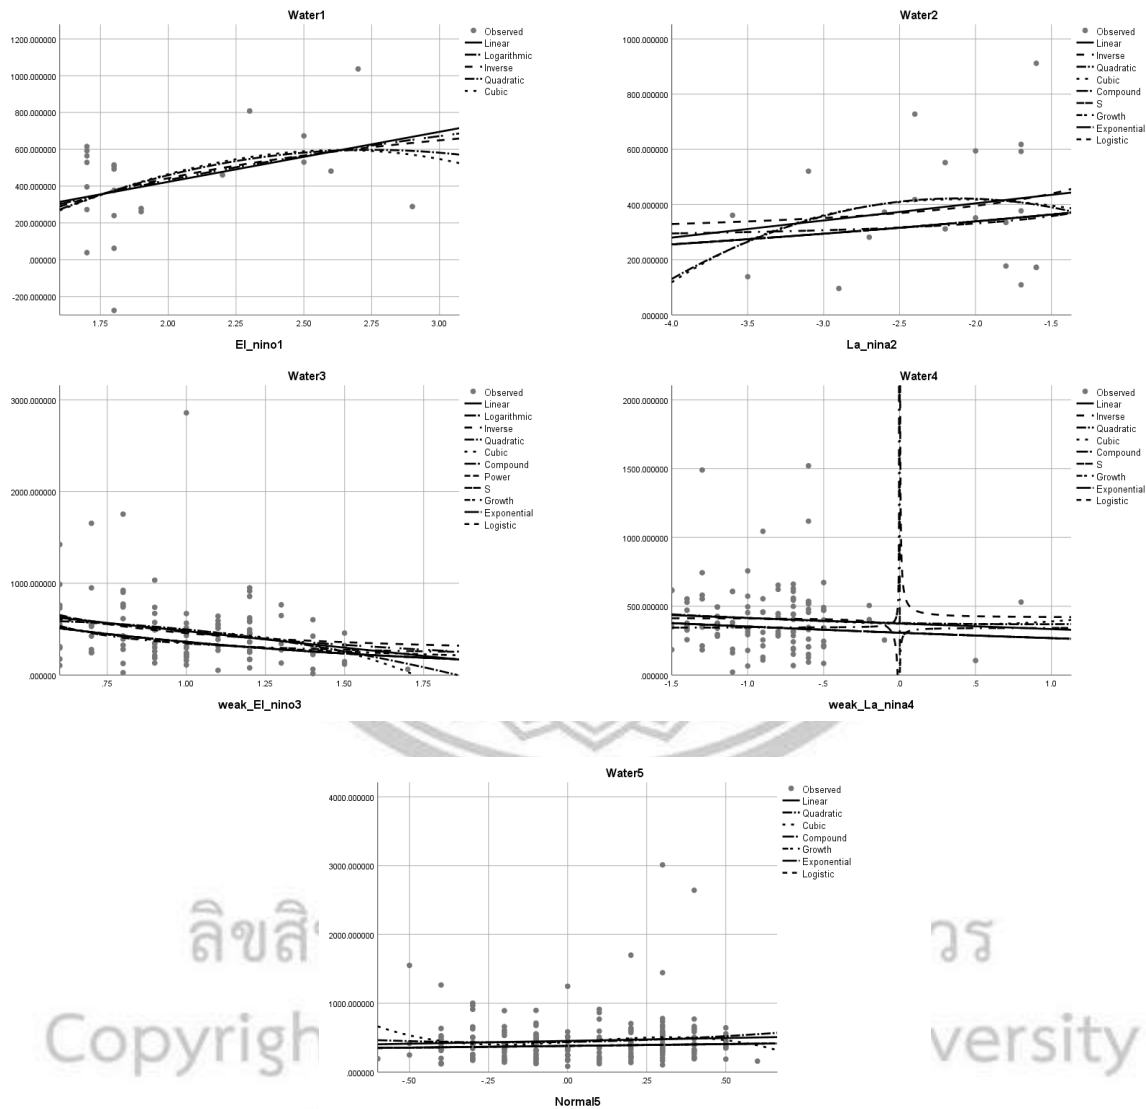 Water1
1200.000000
1000.000000
800.000000
600.000000
400.000000
200.000000
.000000
-200.000000
1.75
2.00
2.25
2.50
2.75
3.00
El_nino1
Observed
Linear
Logarithmic
Inverse
Quadratic
Cubic
Water2
1000.000000
800.000000
600.000000
400.000000
200.000000
.000000
-4.0
-3.5
-3.0
-2.5
-2.0
-1.5
La_nina2
Observed
Linear
Inverse
Quadratic
Cubic
Compound
S
Growth
Exponential
Logistic
Water3
3000.000000
2000.000000
1000.000000
.000000
.75
1.00
1.25
1.50
1.75
weak_El_nino3
Observed
Linear
Logarithmic
Inverse
Quadratic
Cubic
Compound
Power
S
Growth
Exponential
Logistic
Water4
2000.000000
1500.000000
1000.000000
500.000000
.000000
-1.5
-1.0
-.5
.0
.5
1.0
weak_La_nina4
Observed
Linear
Inverse
Quadratic
Cubic
Compound
S
Growth
Exponential
Logistic
Water5
4000.000000
3000.000000
2000.000000
1000.000000
.000000
-.50
-.25
.00
.25
.50
Normal5
Observed
Linear
Quadratic
Cubic
Compound
Growth
Exponential
Logistic